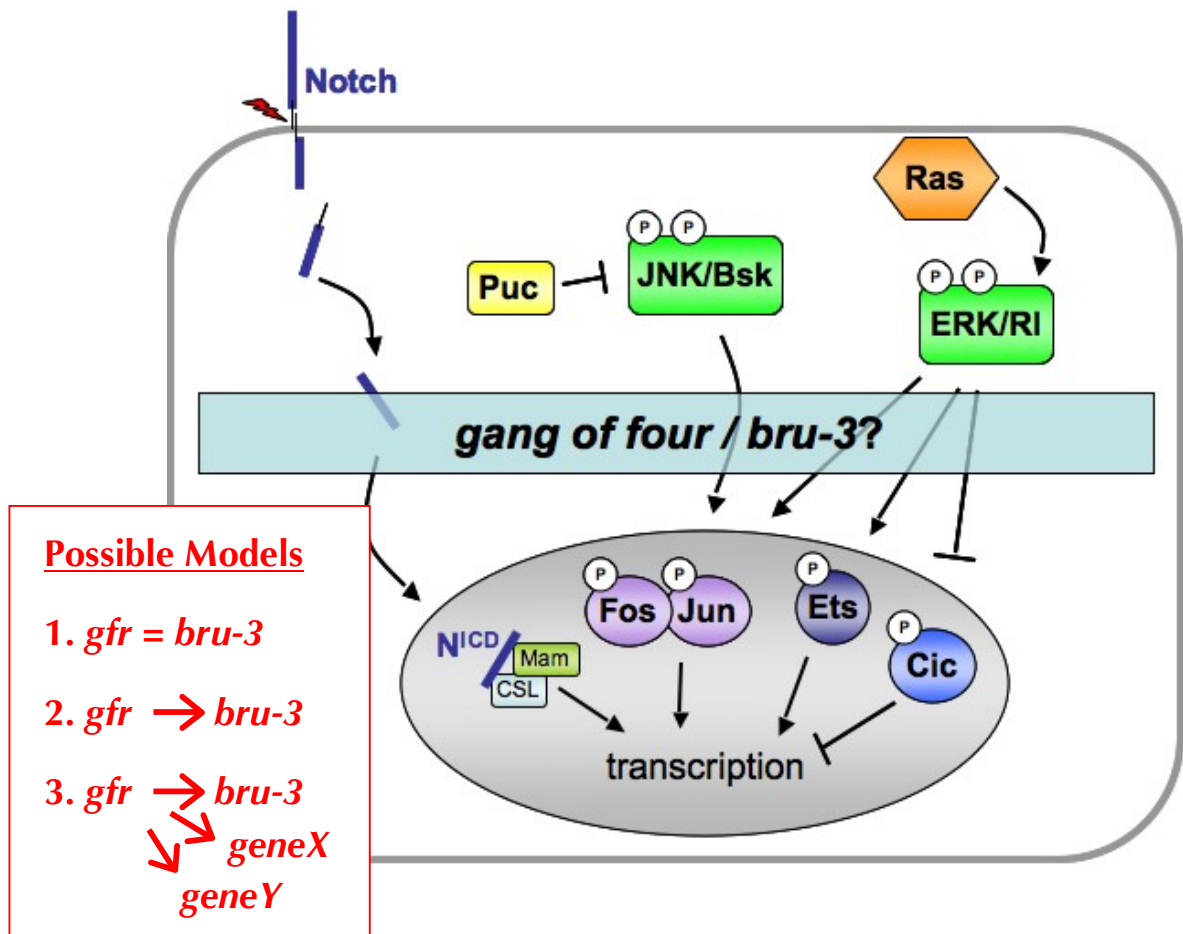 Notch
Ras
P P
JNK/Bsk
Puc
P P
ERK/Rl
gang of four / bru-3?
Possible Models
1. gfr = bru-3
2. gfr → bru-3
3. gfr → bru-3
geneX
geneY
P P
Fos Jun
P
Ets
P
Cic
NICD
Mam
CSL
transcription